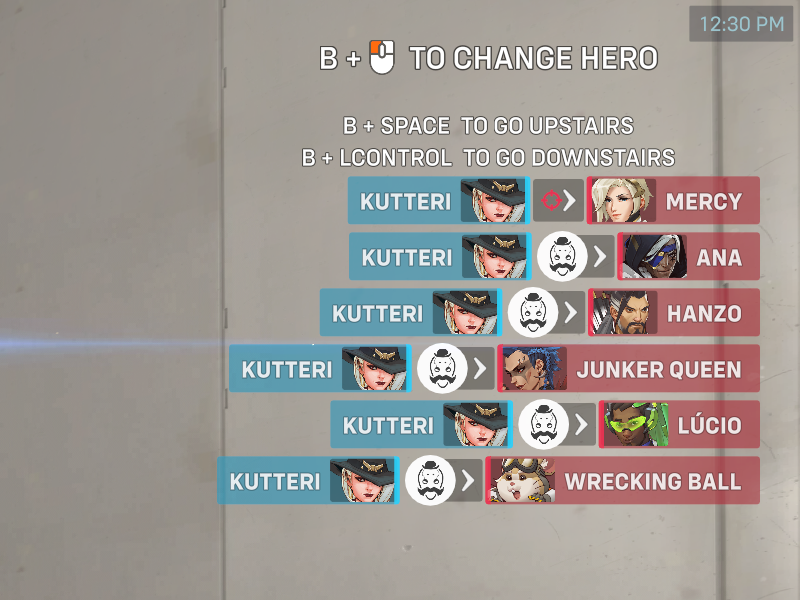 12:30 PM
B + TO CHANGE HERO
B + SPACE TO GO UPSTAIRS
B + LCONTROL TO GO DOWNSTAIRS
KUTTERI MERCY
KUTTERI ANA
KUTTERI HANZO
KUTTERI JUNKER QUEEN
KUTTERI LÚCIO
KUTTERI WRECKING BALL